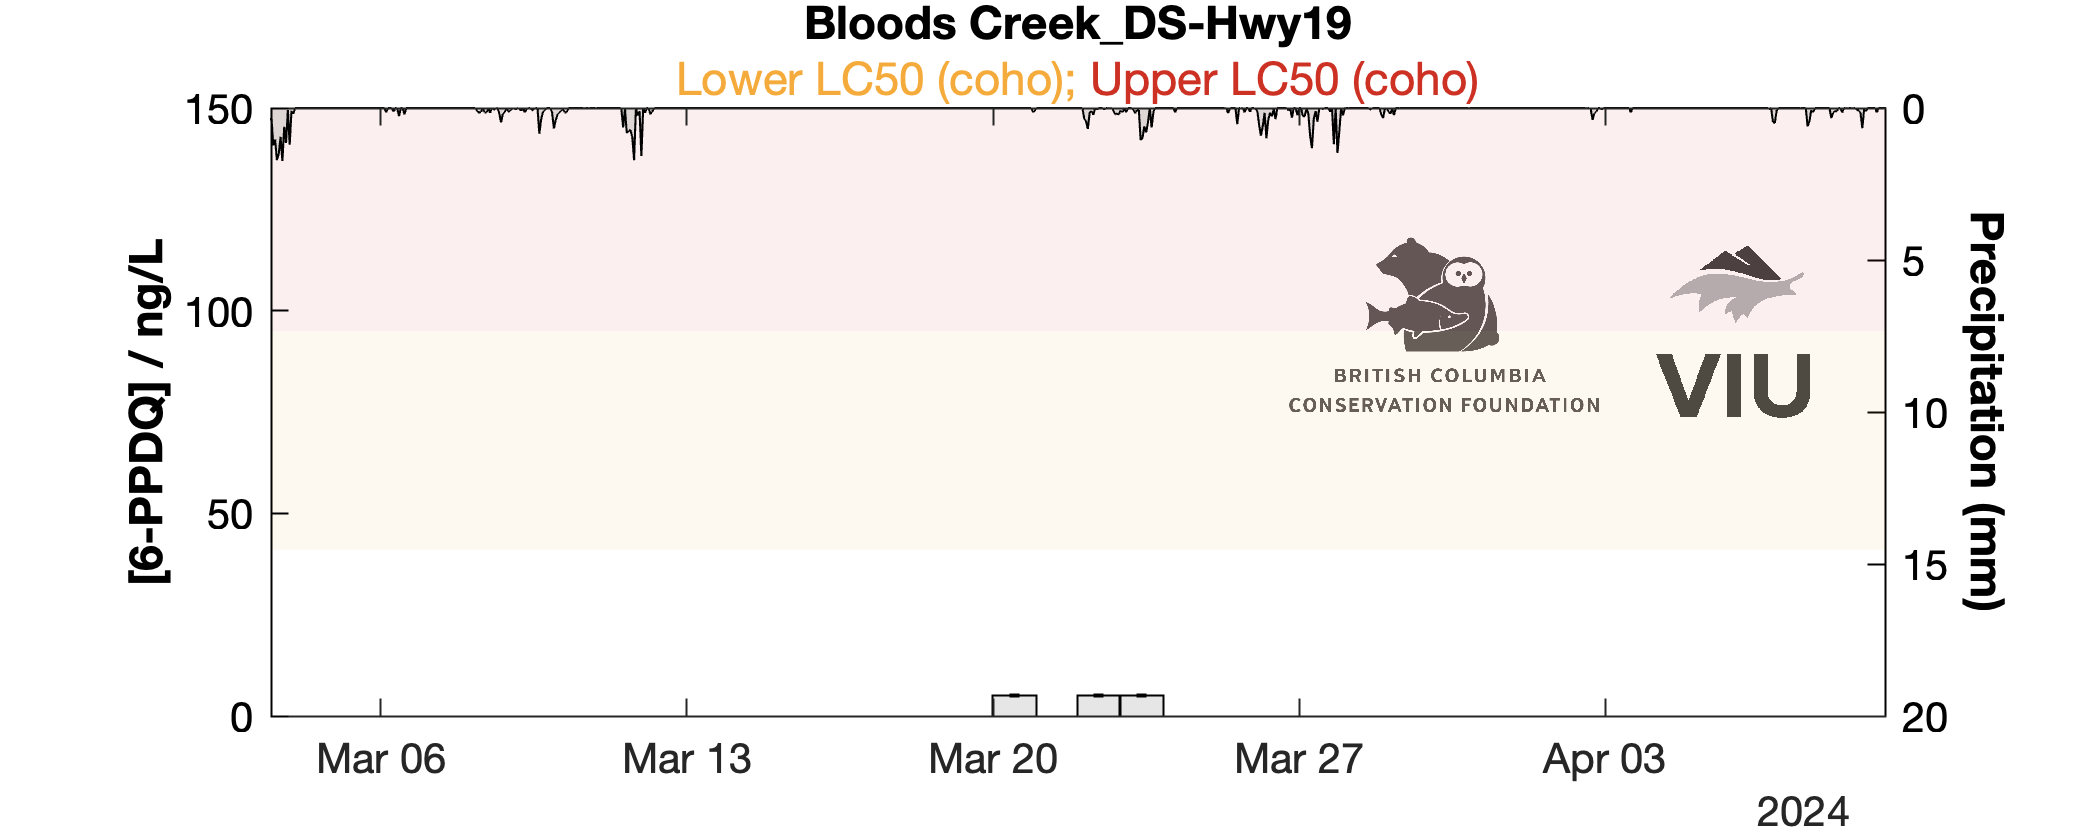 Bloods Creek_DS-Hwy19
Lower LC50 (coho); Upper LC50 (coho)
150
100
50
0
[6-PPDQ] / ng/L
0
5
10
15
20
Precipitation (mm)
BRITISH COLUMBIA
CONSERVATION FOUNDATION
VIU
Mar 06
Mar 13
Mar 20
Mar 27
Apr 03
2024